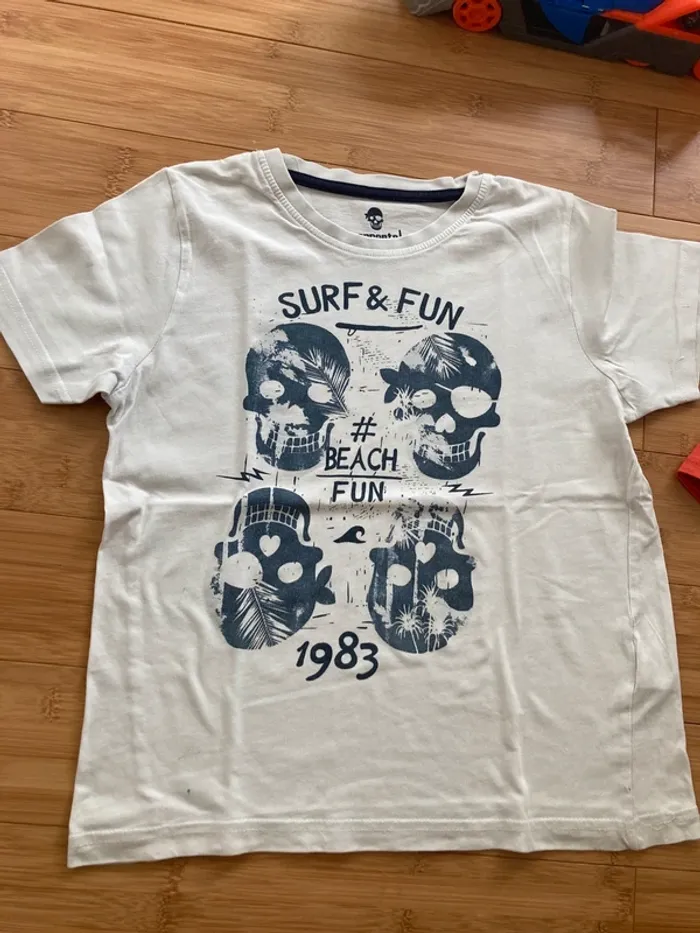 SURF & FUN
#
BEACH
FUN
1983